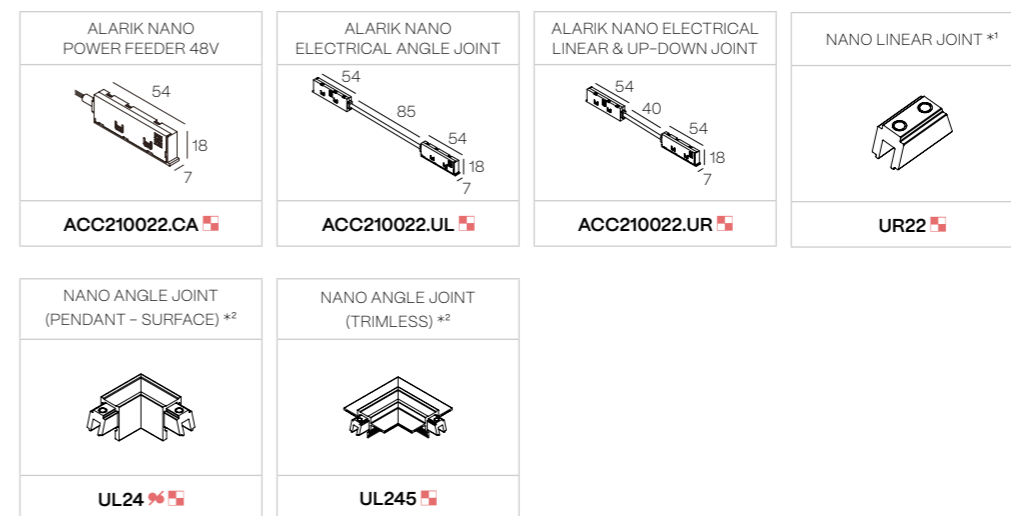 ALARIK NANO
POWER FEEDER 48V
54
18
7
ACC210022.CA
ALARIK NANO
ELECTRICAL ANGLE JOINT
54
85
54
18
7
ACC210022.UL
ALARIK NANO ELECTRICAL
LINEAR & UP-DOWN JOINT
54
40
54
18
7
ACC210022.UR
NANO LINEAR JOINT *¹
UR22
NANO ANGLE JOINT
(PENDANT - SURFACE) *²
UL24
NANO ANGLE JOINT
(TRIMLESS) *²
UL245